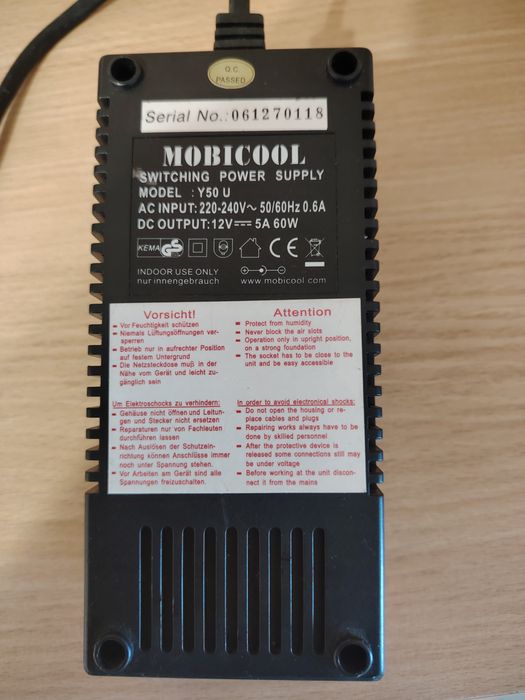 Q.C.
PASSED
Serial No.: 061270118
MOBICOOL
SWITCHING POWER SUPPLY
MODEL : Y50 U
AC INPUT: 220-240V~ 50/60Hz 0.6A
DC OUTPUT: 12V⎓ 5A 60W
KEMA GS CE
INDOOR USE ONLY
nur innengebrauch www.mobicool.com
Vorsicht!
- Vor Feuchtigkeit schützen
- Niemals Lüftungsöffnungen ver-
sperren
- Betrieb nur in aufrechter Position
auf festem Untergrund
- Die Netzsteckdose muß in der
Nähe vom Gerät und leicht zu-
gänglich sein
Um Elektroschocks zu verhindern:
- Gehäuse nicht öffnen und Leitun-
gen und Stecker nicht ersetzen
- Reparaturen nur von Fachleuten
durchführen lassen
- Nach Auslösen der Schutzein-
richtung können Anschlüsse immer
noch unter Spannung stehen.
- Vor Arbeiten am Gerät sind alle
Spannungen freizuschalten.
Attention
- Protect from humidity
- Never block the air slots
- Operation only in upright position,
on a strong foundation
- The socket has to be close to the
unit and be easy accessible
In order to avoid electronical shocks:
- Do not open the housing or re-
place cables and plugs
- Repairing works always have to be
done by skilled personnel
- After the protective device is
released some connections still may
be under voltage
- Before working at the unit discon-
nect it from the mains